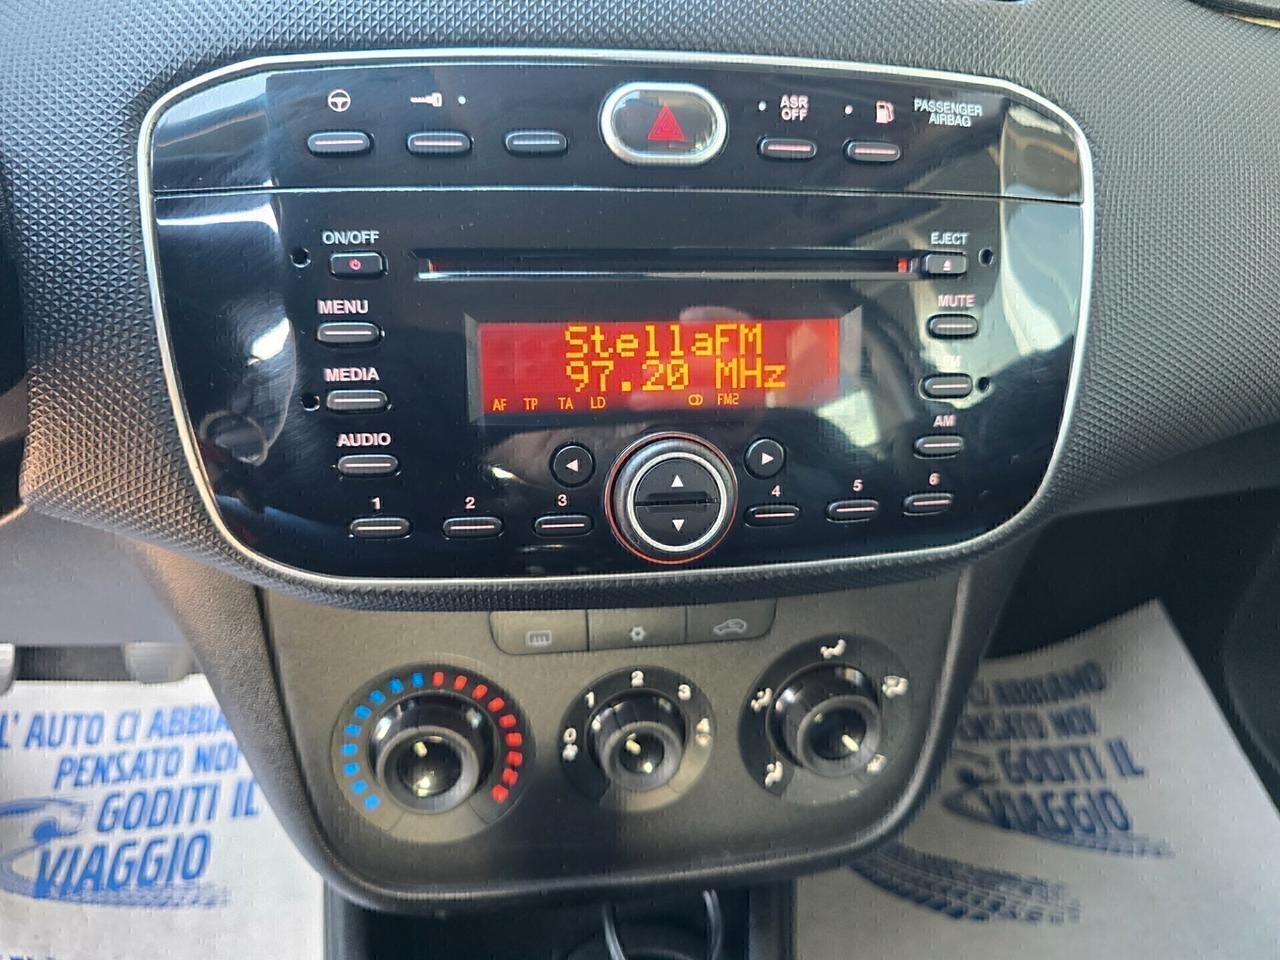 ASR
OFF
PASSENGER
AIRBAG
ON/OFF
EJECT
MENU
MUTE
MEDIA
FM
AUDIO
AM
StellaFM
97.20 MHz
AF TP TA LD FM2
1 2 3 4 5 6
0 1 2 3 4
L'AUTO CI ABBIA
PENSATO NOI
GODITI IL
VIAGGIO
CI ABBIAMO
PENSATO NOI
GODITI IL
VIAGGIO